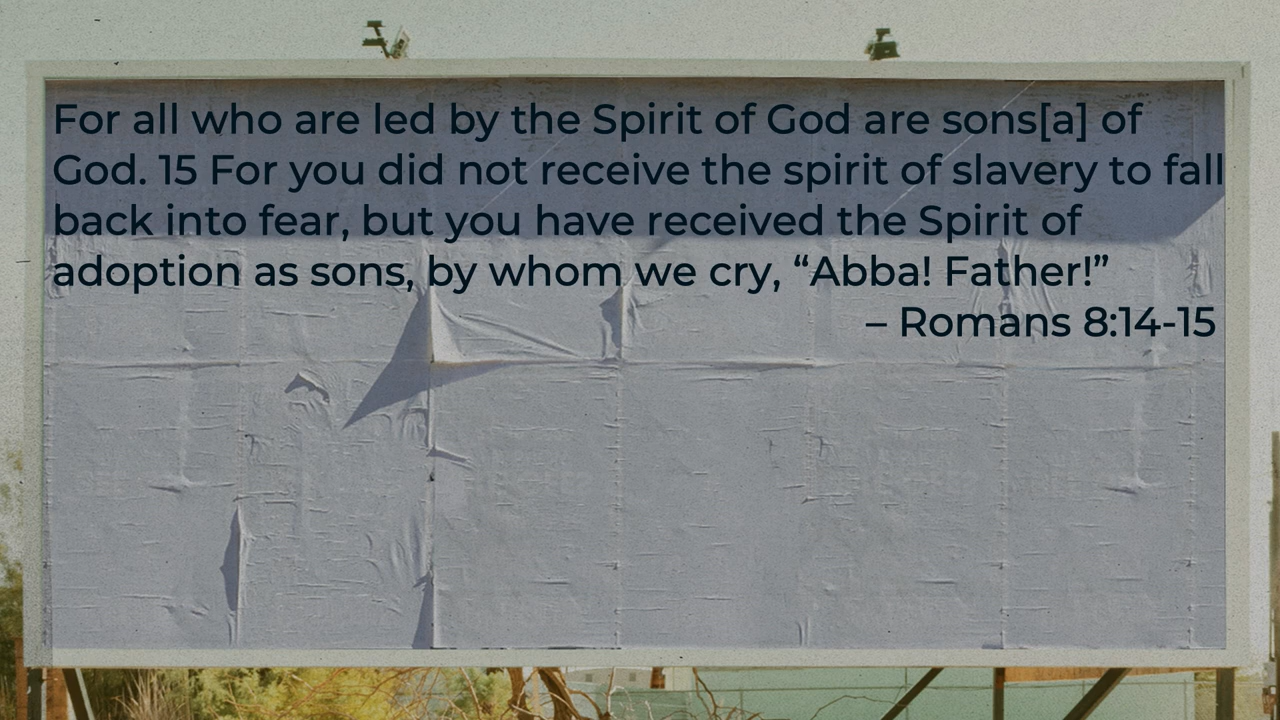 For all who are led by the Spirit of God are sons[a] of
God. 15 For you did not receive the spirit of slavery to fall
back into fear, but you have received the Spirit of
adoption as sons, by whom we cry, “Abba! Father!”
– Romans 8:14-15